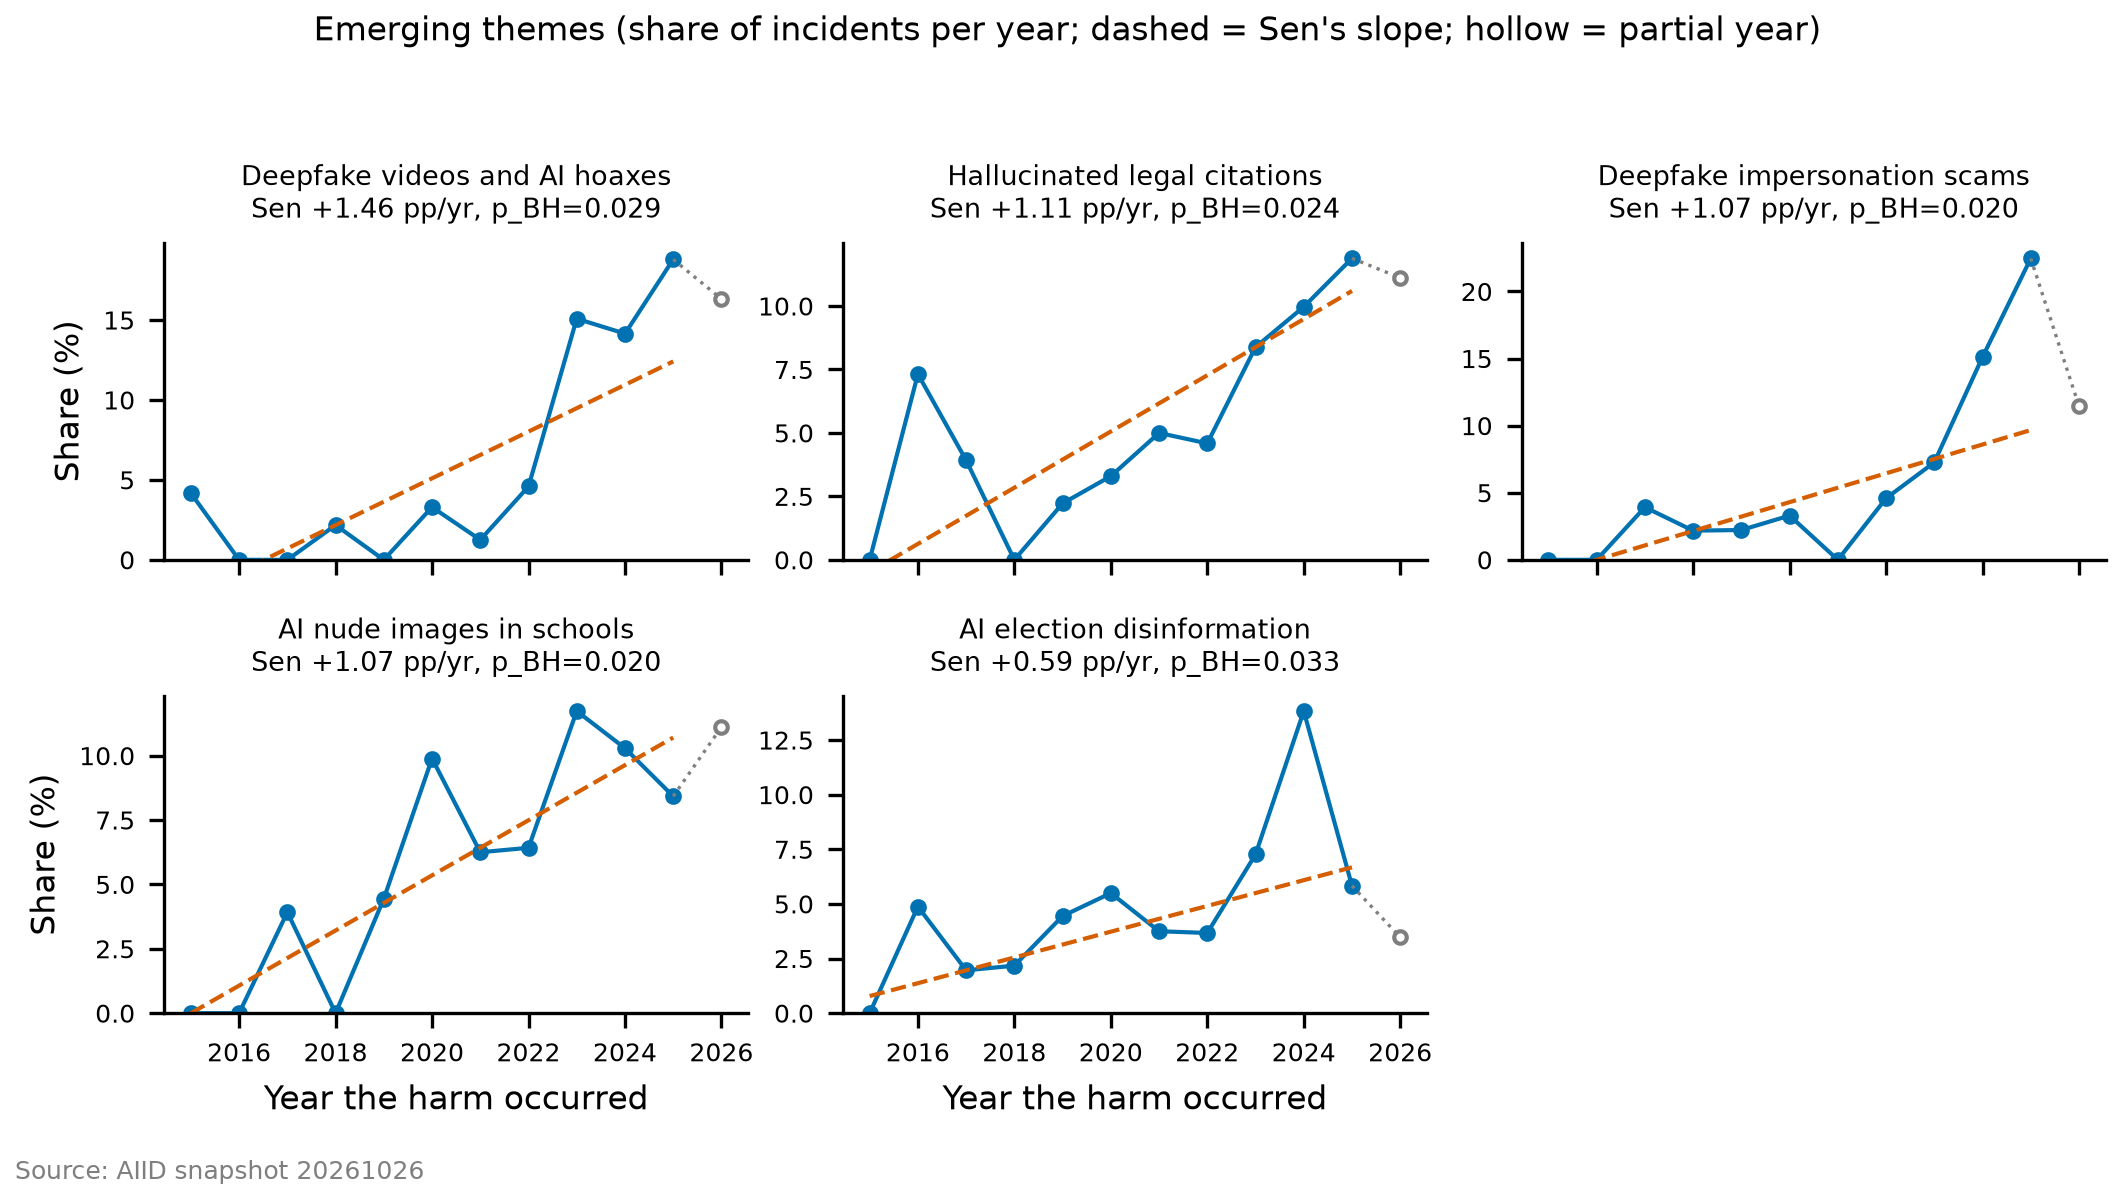 Emerging themes (share of incidents per year; dashed = Sen's slope; hollow = partial year)
Deepfake videos and AI hoaxes
Sen +1.46 pp/yr, p_BH=0.029
Share (%)
15
10
5
0
Hallucinated legal citations
Sen +1.11 pp/yr, p_BH=0.024
10.0
7.5
5.0
2.5
0.0
Deepfake impersonation scams
Sen +1.07 pp/yr, p_BH=0.020
20
15
10
5
0
AI nude images in schools
Sen +1.07 pp/yr, p_BH=0.020
Share (%)
10.0
7.5
5.0
2.5
0.0
2016 2018 2020 2022 2024 2026
Year the harm occurred
AI election disinformation
Sen +0.59 pp/yr, p_BH=0.033
12.5
10.0
7.5
5.0
2.5
0.0
2016 2018 2020 2022 2024 2026
Year the harm occurred
Source: AIID snapshot 20261026